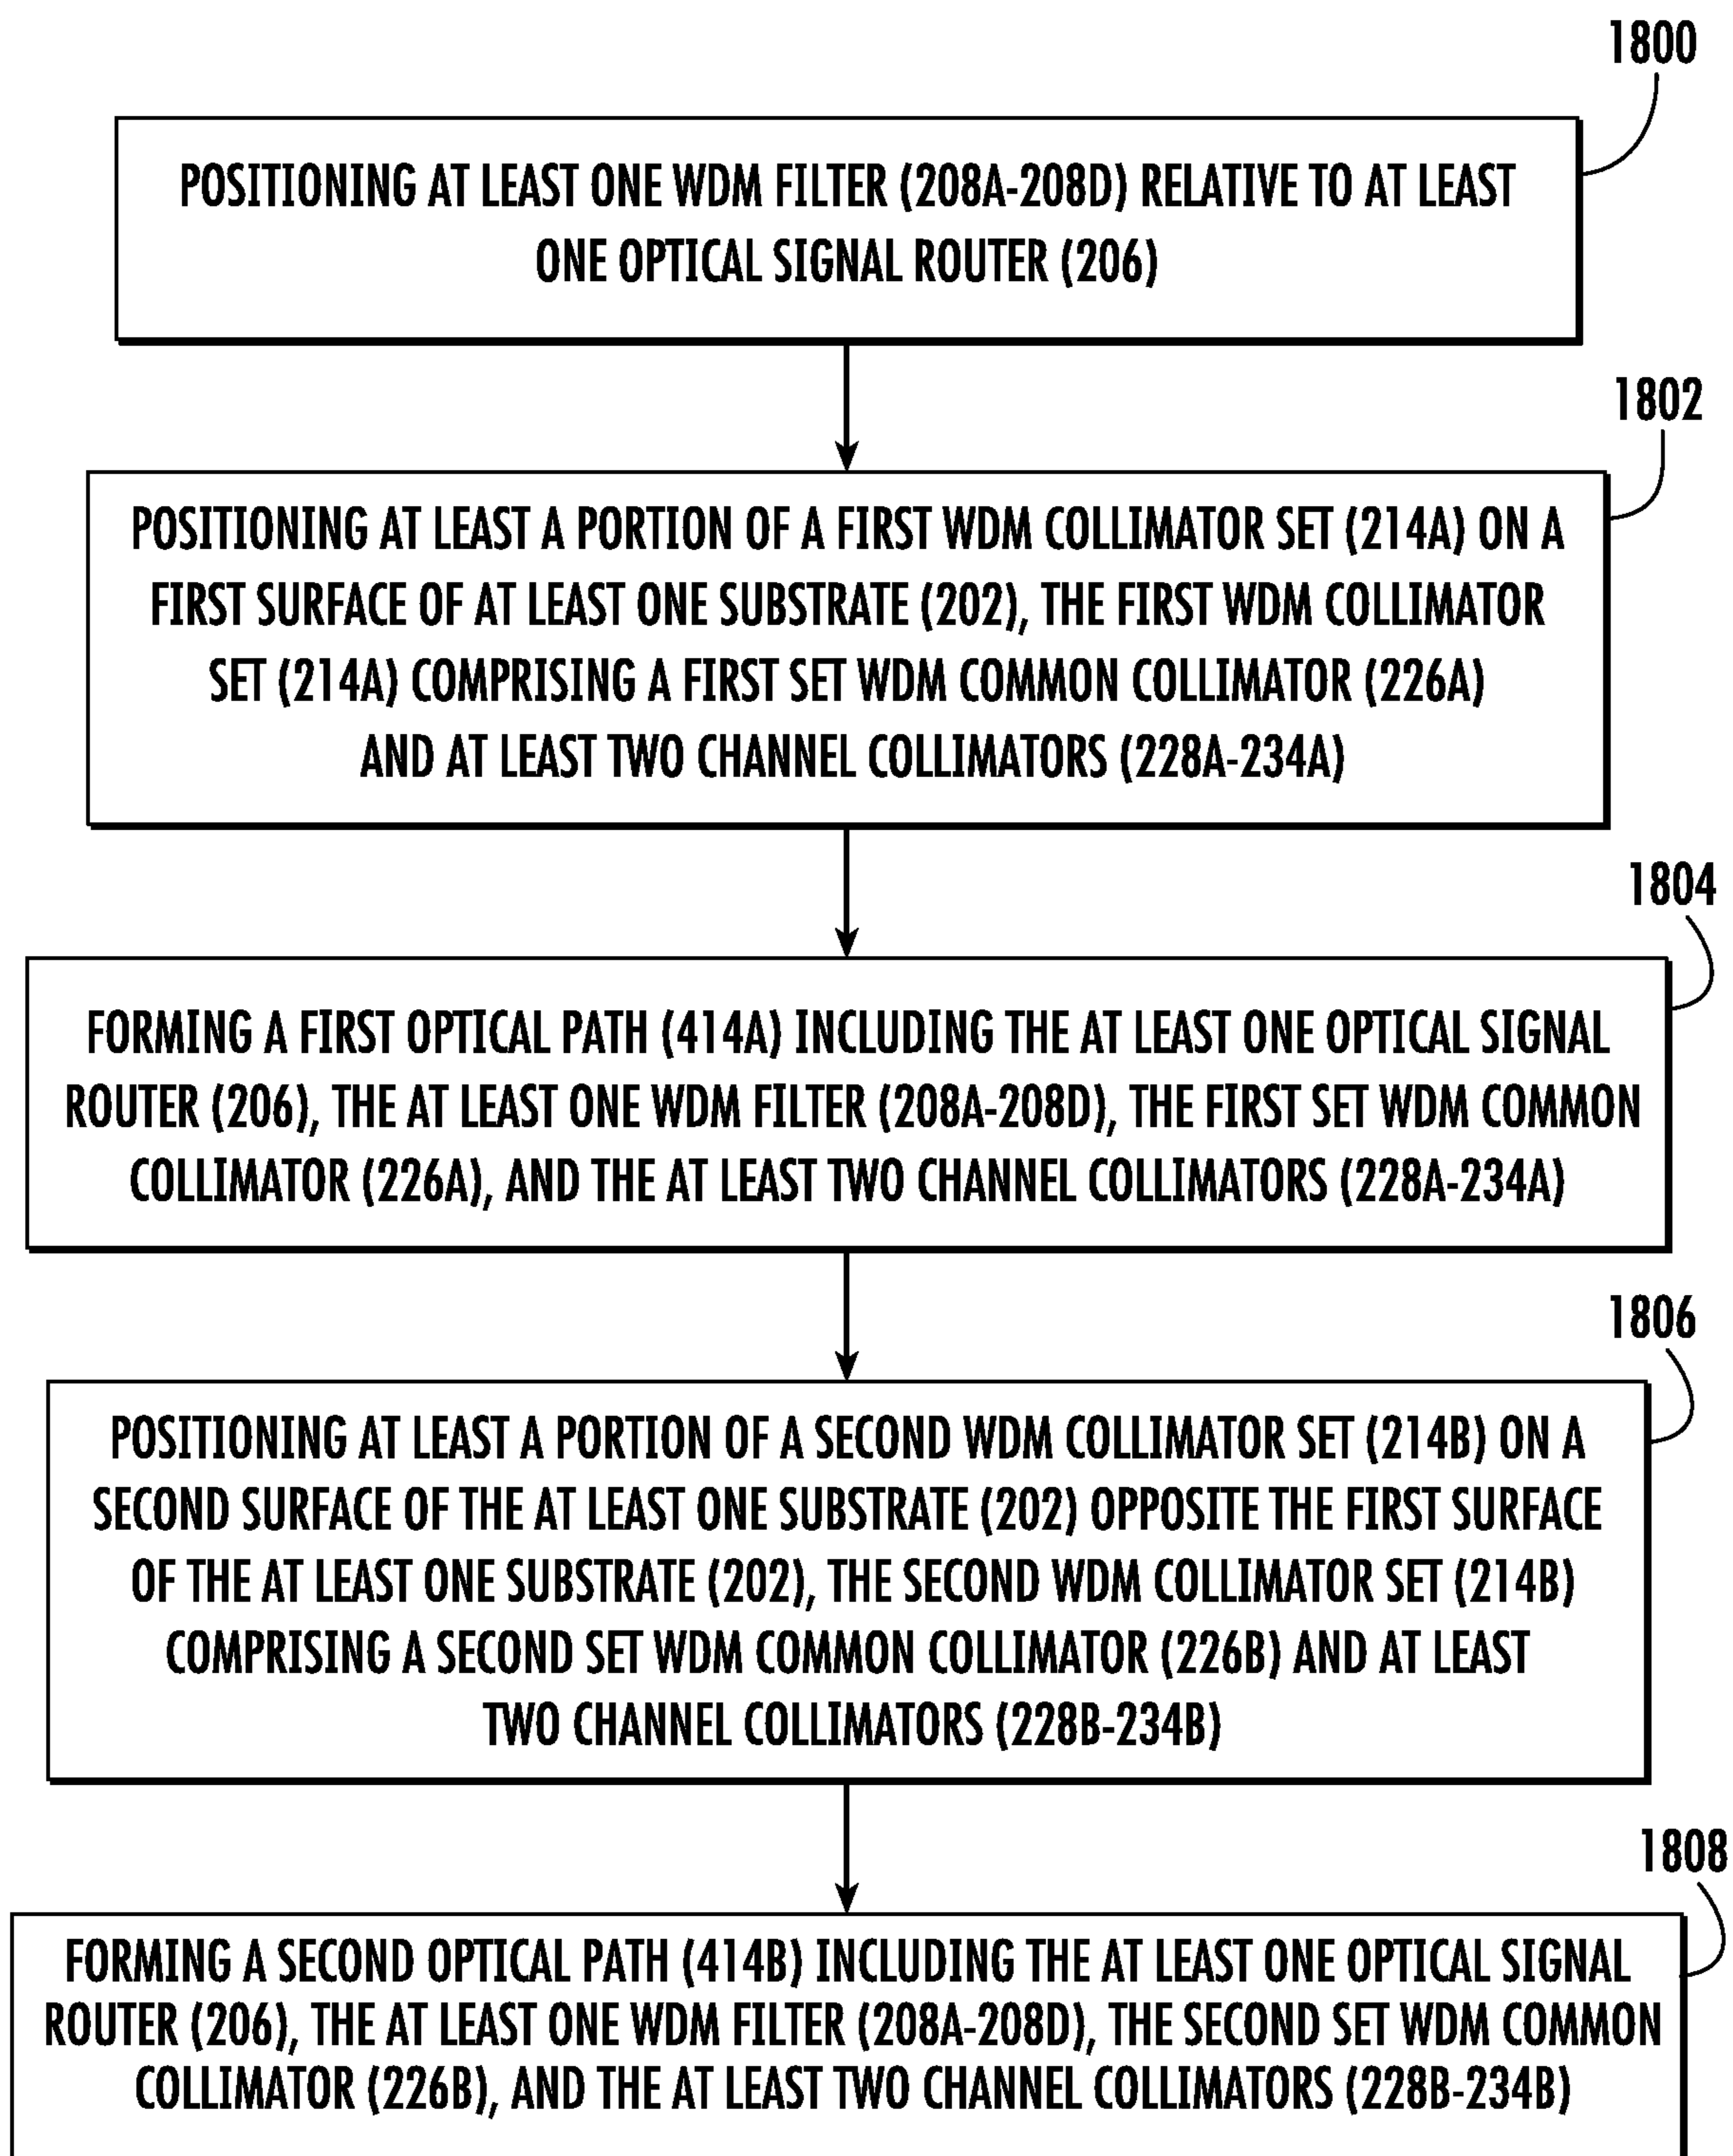 1800
POSITIONING AT LEAST ONE WDM FILTER (208A-208D) RELATIVE TO AT LEAST
ONE OPTICAL SIGNAL ROUTER (206)
1802
POSITIONING AT LEAST A PORTION OF A FIRST WDM COLLIMATOR SET (214A) ON A
FIRST SURFACE OF AT LEAST ONE SUBSTRATE (202), THE FIRST WDM COLLIMATOR
SET (214A) COMPRISING A FIRST SET WDM COMMON COLLIMATOR (226A)
AND AT LEAST TWO CHANNEL COLLIMATORS (228A-234A)
1804
FORMING A FIRST OPTICAL PATH (414A) INCLUDING THE AT LEAST ONE OPTICAL SIGNAL
ROUTER (206), THE AT LEAST ONE WDM FILTER (208A-208D), THE FIRST SET WDM COMMON
COLLIMATOR (226A), AND THE AT LEAST TWO CHANNEL COLLIMATORS (228A-234A)
1806
POSITIONING AT LEAST A PORTION OF A SECOND WDM COLLIMATOR SET (214B) ON A
SECOND SURFACE OF THE AT LEAST ONE SUBSTRATE (202) OPPOSITE THE FIRST SURFACE
OF THE AT LEAST ONE SUBSTRATE (202), THE SECOND WDM COLLIMATOR SET (214B)
COMPRISING A SECOND SET WDM COMMON COLLIMATOR (226B) AND AT LEAST
TWO CHANNEL COLLIMATORS (228B-234B)
1808
FORMING A SECOND OPTICAL PATH (414B) INCLUDING THE AT LEAST ONE OPTICAL SIGNAL
ROUTER (206), THE AT LEAST ONE WDM FILTER (208A-208D), THE SECOND SET WDM COMMON
COLLIMATOR (226B), AND THE AT LEAST TWO CHANNEL COLLIMATORS (228B-234B)